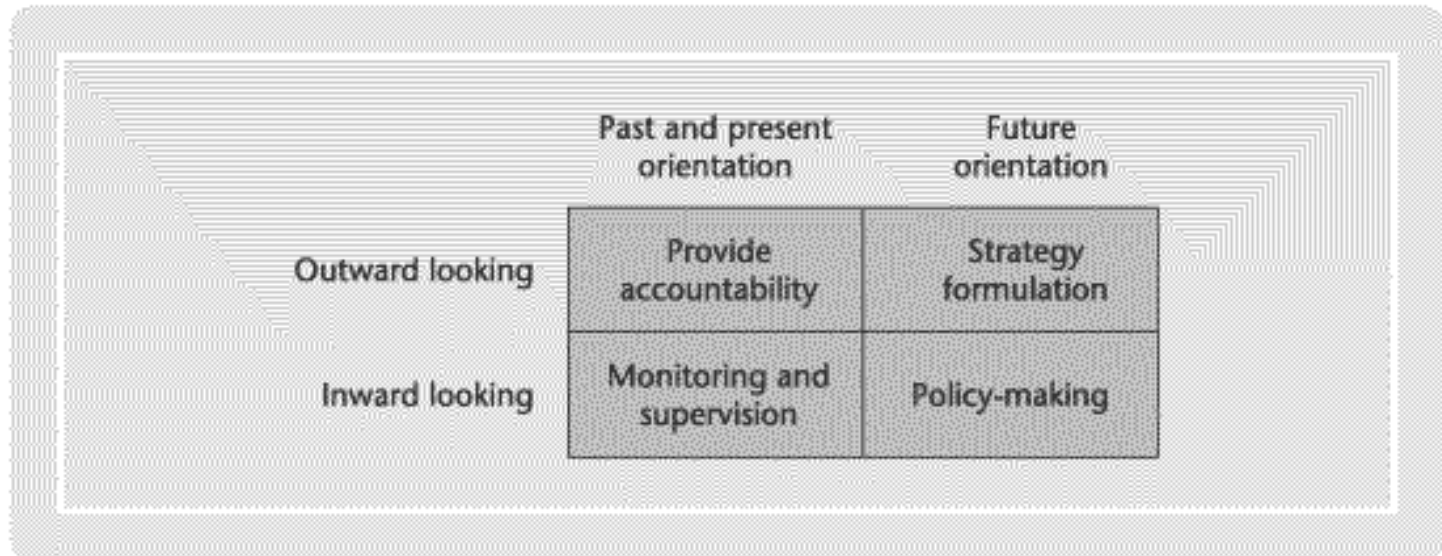 Past and present
orientation
Future
orientation
Outward looking
Provide
accountability
Strategy
formulation
Inward looking
Monitoring and
supervision
Policy-making